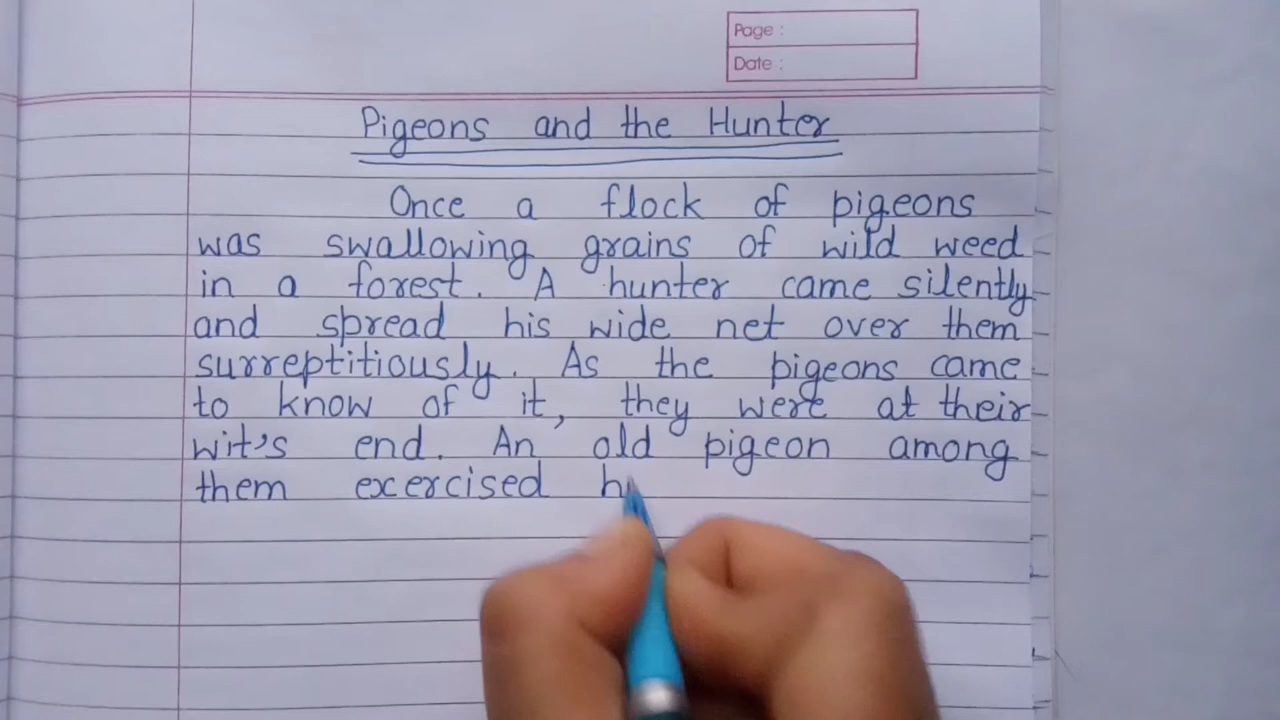 Page :
Date :
Pigeons and the Hunter
Once a flock of pigeons
was swallowing grains of wild weed
in a forest. A hunter came silently
and spread his wide net over them
surreptitiously. As the pigeons came
to know of it, they were at their
wit's end. An old pigeon among
them exercised